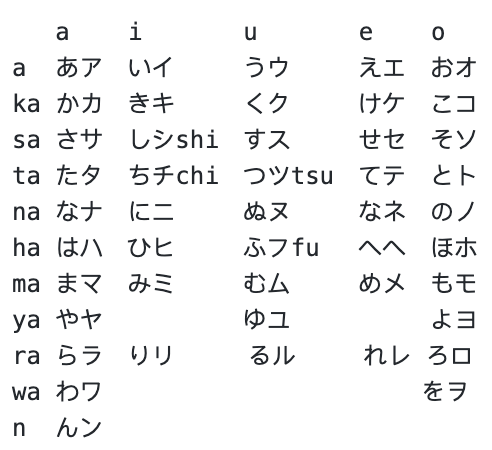 a i u e o
a あア いイ うウ えエ おオ
ka かカ きキ くク けケ こコ
sa さサ しシshi すス せセ そソ
ta たタ ちチchi つツtsu てテ とト
na なナ にニ ぬヌ なネ のノ
ha はハ ひヒ ふフfu へヘ ほホ
ma まマ みミ むム めメ もモ
ya やヤ ゆユ よヨ
ra らラ りリ るル れレ ろロ
wa わワ をヲ
n んン